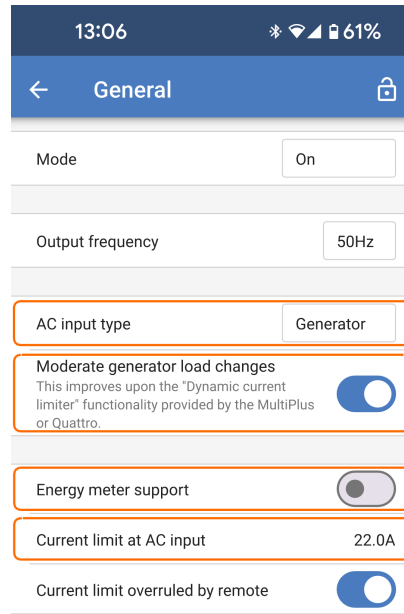 13:06
61%
General
Mode
On
Output frequency
50Hz
AC input type
Generator
Moderate generator load changes
This improves upon the "Dynamic current
limiter" functionality provided by the MultiPlus
or Quattro.
Energy meter support
Current limit at AC input
22.0A
Current limit overruled by remote